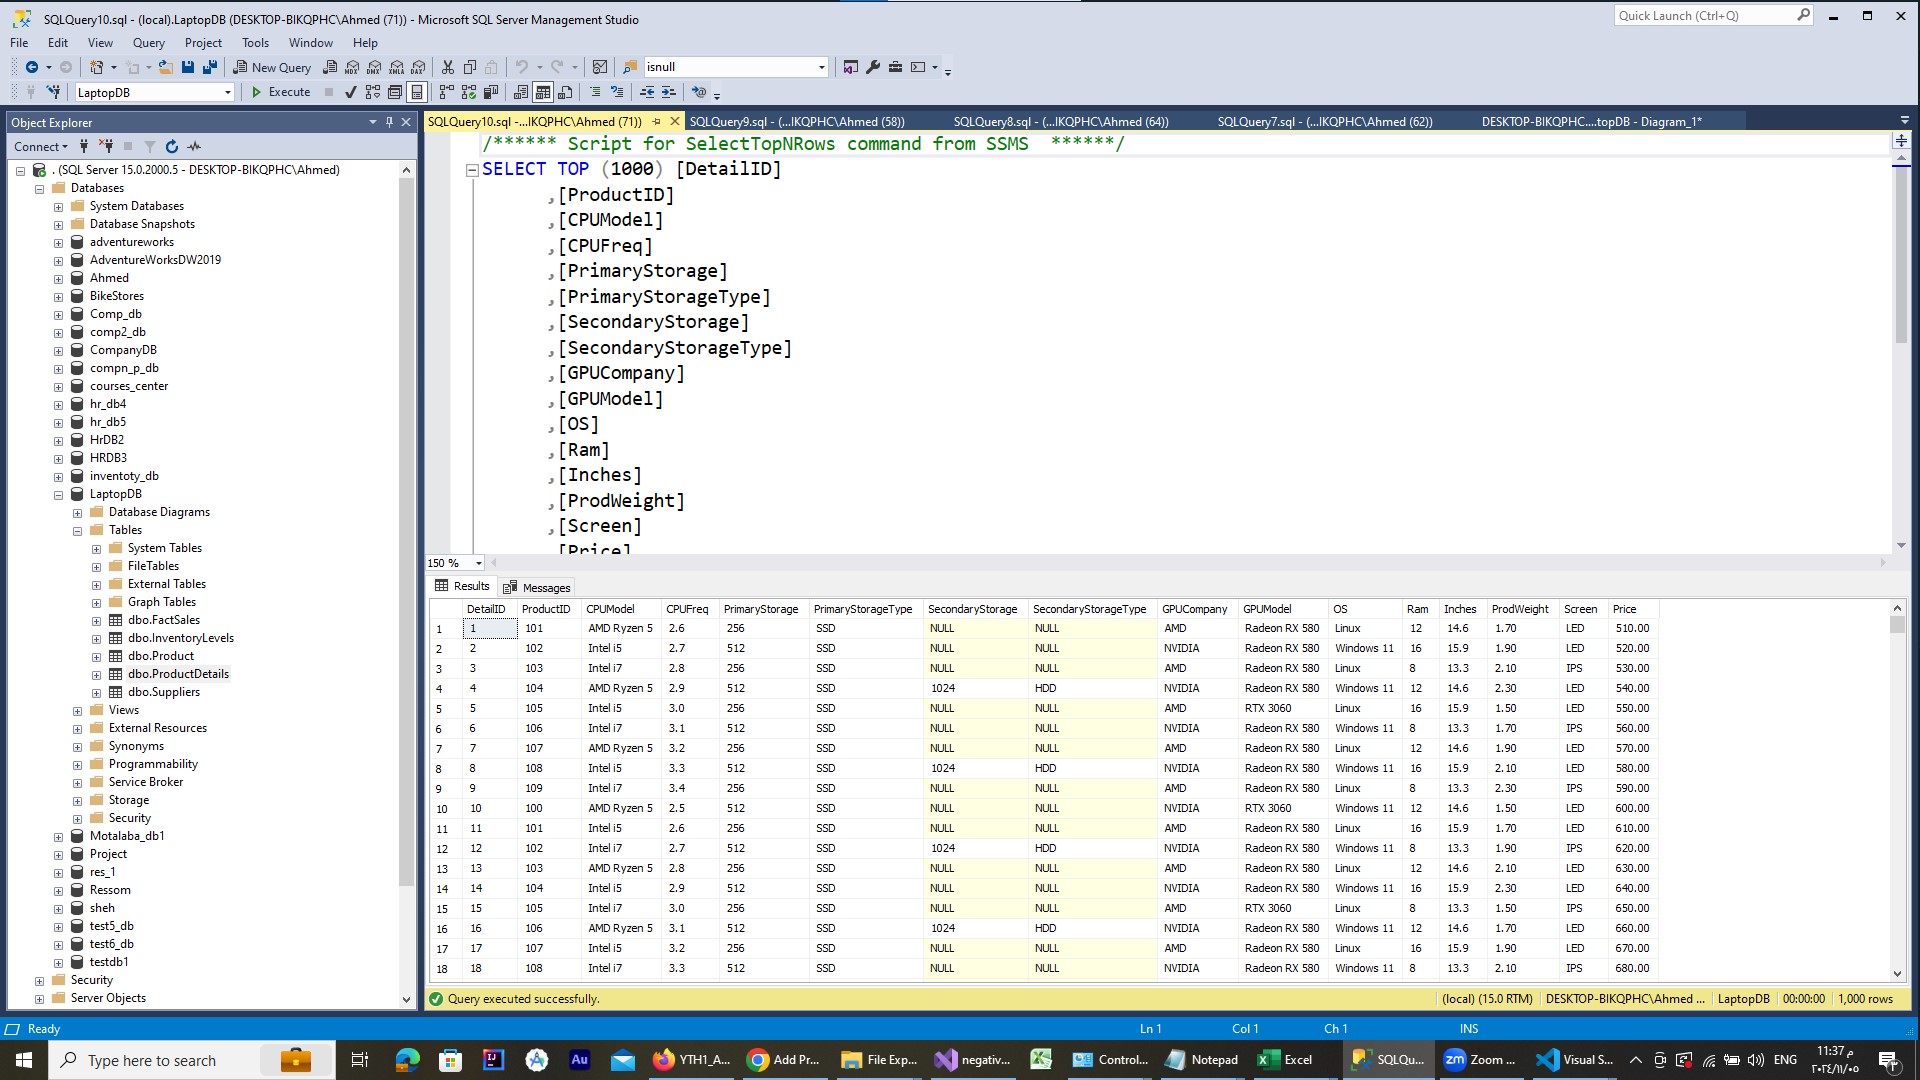 SQLQuery10.sql - (local).LaptopDB (DESKTOP-BIKQPHC\Ahmed (71)) - Microsoft SQL Server Management Studio
Quick Launch (Ctrl+Q)
File Edit View Query Project Tools Window Help
New Query MDX DMX XMLA DAX isnull
LaptopDB Execute
Object Explorer
Connect
. (SQL Server 15.0.2000.5 - DESKTOP-BIKQPHC\Ahmed)
Databases
System Databases
Database Snapshots
adventureworks
AdventureWorksDW2019
Ahmed
BikeStores
Comp_db
comp2_db
CompanyDB
compn_p_db
courses_center
hr_db4
hr_db5
HrDB2
HRDB3
inventoty_db
LaptopDB
Database Diagrams
Tables
System Tables
FileTables
External Tables
Graph Tables
dbo.FactSales
dbo.InventoryLevels
dbo.Product
dbo.ProductDetails
dbo.Suppliers
Views
External Resources
Synonyms
Programmability
Service Broker
Storage
Security
Motalaba_db1
Project
res_1
Ressom
sheh
test5_db
test6_db
testdb1
Security
Server Objects
SQLQuery10.sql -...IKQPHC\Ahmed (71)) SQLQuery9.sql - (...IKQPHC\Ahmed (58)) SQLQuery8.sql - (...IKQPHC\Ahmed (64)) SQLQuery7.sql - (...IKQPHC\Ahmed (62)) DESKTOP-BIKQPHC....topDB - Diagram_1*
/****** Script for SelectTopNRows command from SSMS ******/
SELECT TOP (1000) [DetailID]
,[ProductID]
,[CPUModel]
,[CPUFreq]
,[PrimaryStorage]
,[PrimaryStorageType]
,[SecondaryStorage]
,[SecondaryStorageType]
,[GPUCompany]
,[GPUModel]
,[OS]
,[Ram]
,[Inches]
,[ProdWeight]
,[Screen]
,[Price]
150 %
Results Messages
DetailID ProductID CPUModel CPUFreq PrimaryStorage PrimaryStorageType SecondaryStorage SecondaryStorageType GPUCompany GPUModel OS Ram Inches ProdWeight Screen Price
1 1 101 AMD Ryzen 5 2.6 256 SSD NULL NULL AMD Radeon RX 580 Linux 12 14.6 1.70 LED 510.00
2 2 102 Intel i5 2.7 512 SSD NULL NULL NVIDIA Radeon RX 580 Windows 11 16 15.9 1.90 LED 520.00
3 3 103 Intel i7 2.8 256 SSD NULL NULL AMD Radeon RX 580 Linux 8 13.3 2.10 IPS 530.00
4 4 104 AMD Ryzen 5 2.9 512 SSD 1024 HDD NVIDIA Radeon RX 580 Windows 11 12 14.6 2.30 LED 540.00
5 5 105 Intel i5 3.0 256 SSD NULL NULL AMD RTX 3060 Linux 16 15.9 1.50 LED 550.00
6 6 106 Intel i7 3.1 512 SSD NULL NULL NVIDIA Radeon RX 580 Windows 11 8 13.3 1.70 IPS 560.00
7 7 107 AMD Ryzen 5 3.2 256 SSD NULL NULL AMD Radeon RX 580 Linux 12 14.6 1.90 LED 570.00
8 8 108 Intel i5 3.3 512 SSD 1024 HDD NVIDIA Radeon RX 580 Windows 11 16 15.9 2.10 LED 580.00
9 9 109 Intel i7 3.4 256 SSD NULL NULL AMD Radeon RX 580 Linux 8 13.3 2.30 IPS 590.00
10 10 100 AMD Ryzen 5 2.5 512 SSD NULL NULL NVIDIA RTX 3060 Windows 11 12 14.6 1.50 LED 600.00
11 11 101 Intel i5 2.6 256 SSD NULL NULL AMD Radeon RX 580 Linux 16 15.9 1.70 LED 610.00
12 12 102 Intel i7 2.7 512 SSD 1024 HDD NVIDIA Radeon RX 580 Windows 11 8 13.3 1.90 IPS 620.00
13 13 103 AMD Ryzen 5 2.8 256 SSD NULL NULL AMD Radeon RX 580 Linux 12 14.6 2.10 LED 630.00
14 14 104 Intel i5 2.9 512 SSD NULL NULL NVIDIA Radeon RX 580 Windows 11 16 15.9 2.30 LED 640.00
15 15 105 Intel i7 3.0 256 SSD NULL NULL AMD RTX 3060 Linux 8 13.3 1.50 IPS 650.00
16 16 106 AMD Ryzen 5 3.1 512 SSD 1024 HDD NVIDIA Radeon RX 580 Windows 11 12 14.6 1.70 LED 660.00
17 17 107 Intel i5 3.2 256 SSD NULL NULL AMD Radeon RX 580 Linux 16 15.9 1.90 LED 670.00
18 18 108 Intel i7 3.3 512 SSD NULL NULL NVIDIA Radeon RX 580 Windows 11 8 13.3 2.10 IPS 680.00
Query executed successfully. (local) (15.0 RTM) DESKTOP-BIKQPHC\Ahmed ... LaptopDB 00:00:00 1,000 rows
Ready Ln 1 Col 1 Ch 1 INS
Type here to search Au YTH1_A... Add Pr... File Exp... negativ... Control... Notepad Excel SQLQu... zm Zoom ... Visual S... ENG 11:37 م
٢٠٢٤/١١/٠٥